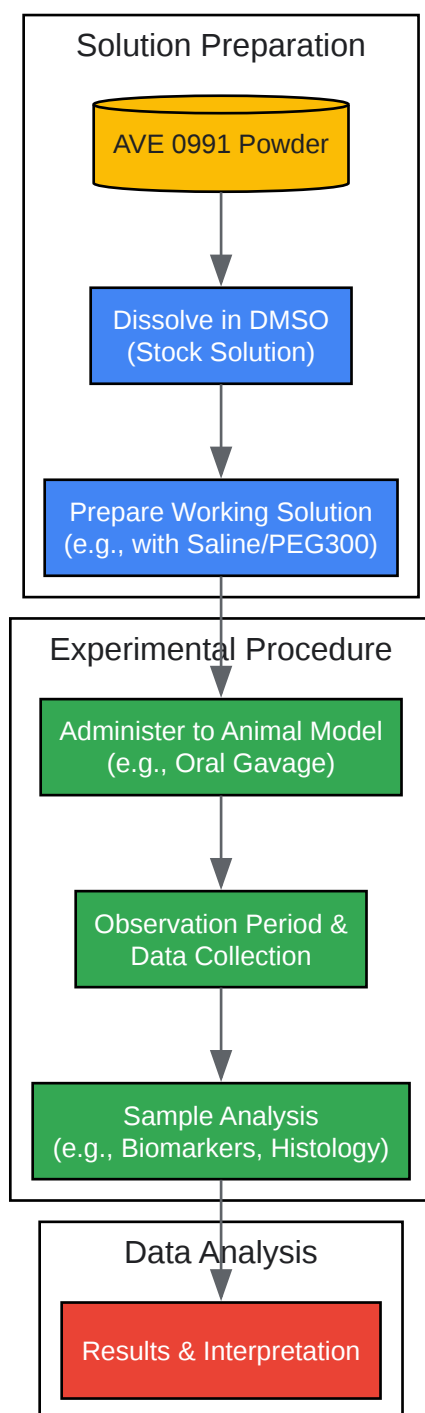 Solution Preparation
AVE 0991 Powder
Dissolve in DMSO
(Stock Solution)
Prepare Working Solution
(e.g., with Saline/PEG300)
Experimental Procedure
Administer to Animal Model
(e.g., Oral Gavage)
Observation Period &
Data Collection
Sample Analysis
(e.g., Biomarkers, Histology)
Data Analysis
Results & Interpretation